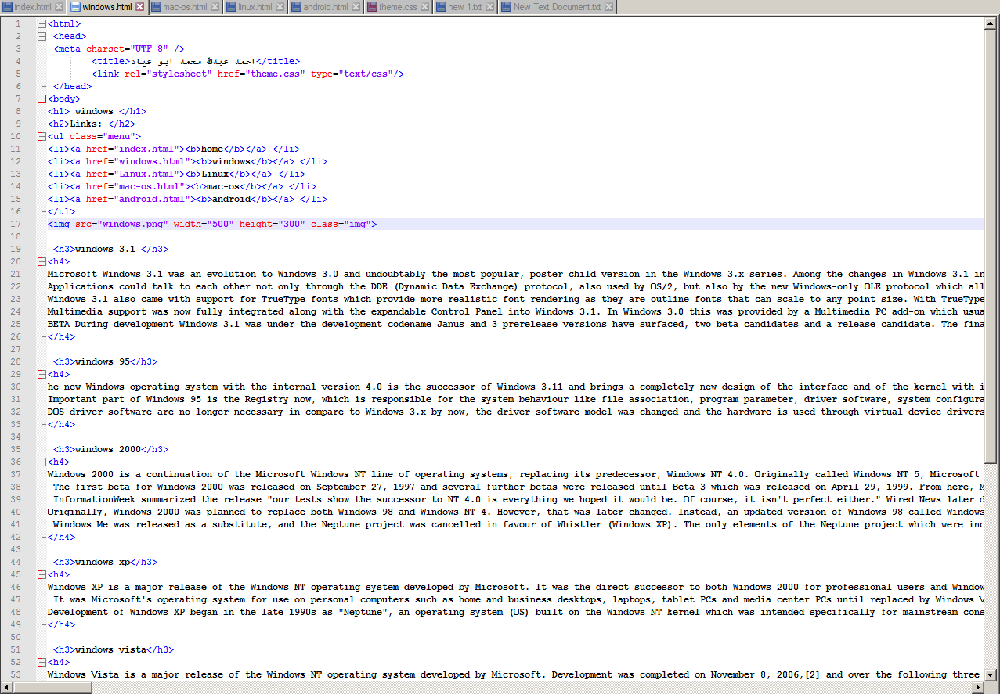 index.html windows.html mac-os.html linux.html android.html theme.css new 1.txt New Text Document.txt
1 <html>
2 <head>
3 <meta charset="UTF-8" />
4 <title>احمد عبدالله محمد ابو عياد</title>
5 <link rel="stylesheet" href="theme.css" type="text/css"/>
6 </head>
7 <body>
8 <h1> windows </h1>
9 <h2>Links: </h2>
10 <ul class="menu">
11 <li><a href="index.html"><b>home</b></a> </li>
12 <li><a href="windows.html"><b>windows</b></a> </li>
13 <li><a href="Linux.html"><b>Linux</b></a> </li>
14 <li><a href="mac-os.html"><b>mac-os</b></a> </li>
15 <li><a href="android.html"><b>android</b></a> </li>
16 </ul>
17 <img src="windows.png" width="500" height="300" class="img">
18
19 <h3>windows 3.1 </h3>
20 <h4>
21 Microsoft Windows 3.1 was an evolution to Windows 3.0 and undoubtably the most popular, poster child version in the Windows 3.x series. Among the changes in Windows 3.1 in
22 Applications could talk to each other not only through the DDE (Dynamic Data Exchange) protocol, also used by OS/2, but also by the new Windows-only OLE protocol which all
23 Windows 3.1 also came with support for TrueType fonts which provide more realistic font rendering as they are outline fonts that can scale to any point size. With TrueType
24 Multimedia support was now fully integrated along with the expandable Control Panel into Windows 3.1. In Windows 3.0 this was provided by a Multimedia PC add-on which usua
25 BETA During development Windows 3.1 was under the development codename Janus and 3 prerelease versions have surfaced, two beta candidates and a release candidate. The fina
26 </h4>
27
28 <h3>windows 95</h3>
29 <h4>
30 he new Windows operating system with the internal version 4.0 is the successor of Windows 3.11 and brings a completely new design of the interface and of the kernel with i
31 Important part of Windows 95 is the Registry now, which is responsible for the system behaviour like file association, program parameter, driver software, system configura
32 DOS driver software are no longer necessary in compare to Windows 3.x by now, the driver software model was changed and the hardware is used through virtual device drivers
33 </h4>
34
35 <h3>windows 2000</h3>
36 <h4>
37 Windows 2000 is a continuation of the Microsoft Windows NT line of operating systems, replacing its predecessor, Windows NT 4.0. Originally called Windows NT 5, Microsoft
38 The first beta for Windows 2000 was released on September 27, 1997 and several further betas were released until Beta 3 which was released on April 29, 1999. From here, M
39 InformationWeek summarized the release "our tests show the successor to NT 4.0 is everything we hoped it would be. Of course, it isn't perfect either." Wired News later d
40 Originally, Windows 2000 was planned to replace both Windows 98 and Windows NT 4. However, that was later changed. Instead, an updated version of Windows 98 called Windows
41 Windows Me was released as a substitute, and the Neptune project was cancelled in favour of Whistler (Windows XP). The only elements of the Neptune project which were inc
42 </h4>
43
44 <h3>windows xp</h3>
45 <h4>
46 Windows XP is a major release of the Windows NT operating system developed by Microsoft. It was the direct successor to both Windows 2000 for professional users and Window
47 It was Microsoft's operating system for use on personal computers such as home and business desktops, laptops, tablet PCs and media center PCs until replaced by Windows V
48 Development of Windows XP began in the late 1990s as "Neptune", an operating system (OS) built on the Windows NT kernel which was intended specifically for mainstream cons
49 </h4>
50
51 <h3>windows vista</h3>
52 <h4>
53 Windows Vista is a major release of the Windows NT operating system developed by Microsoft. Development was completed on November 8, 2006,[2] and over the following three